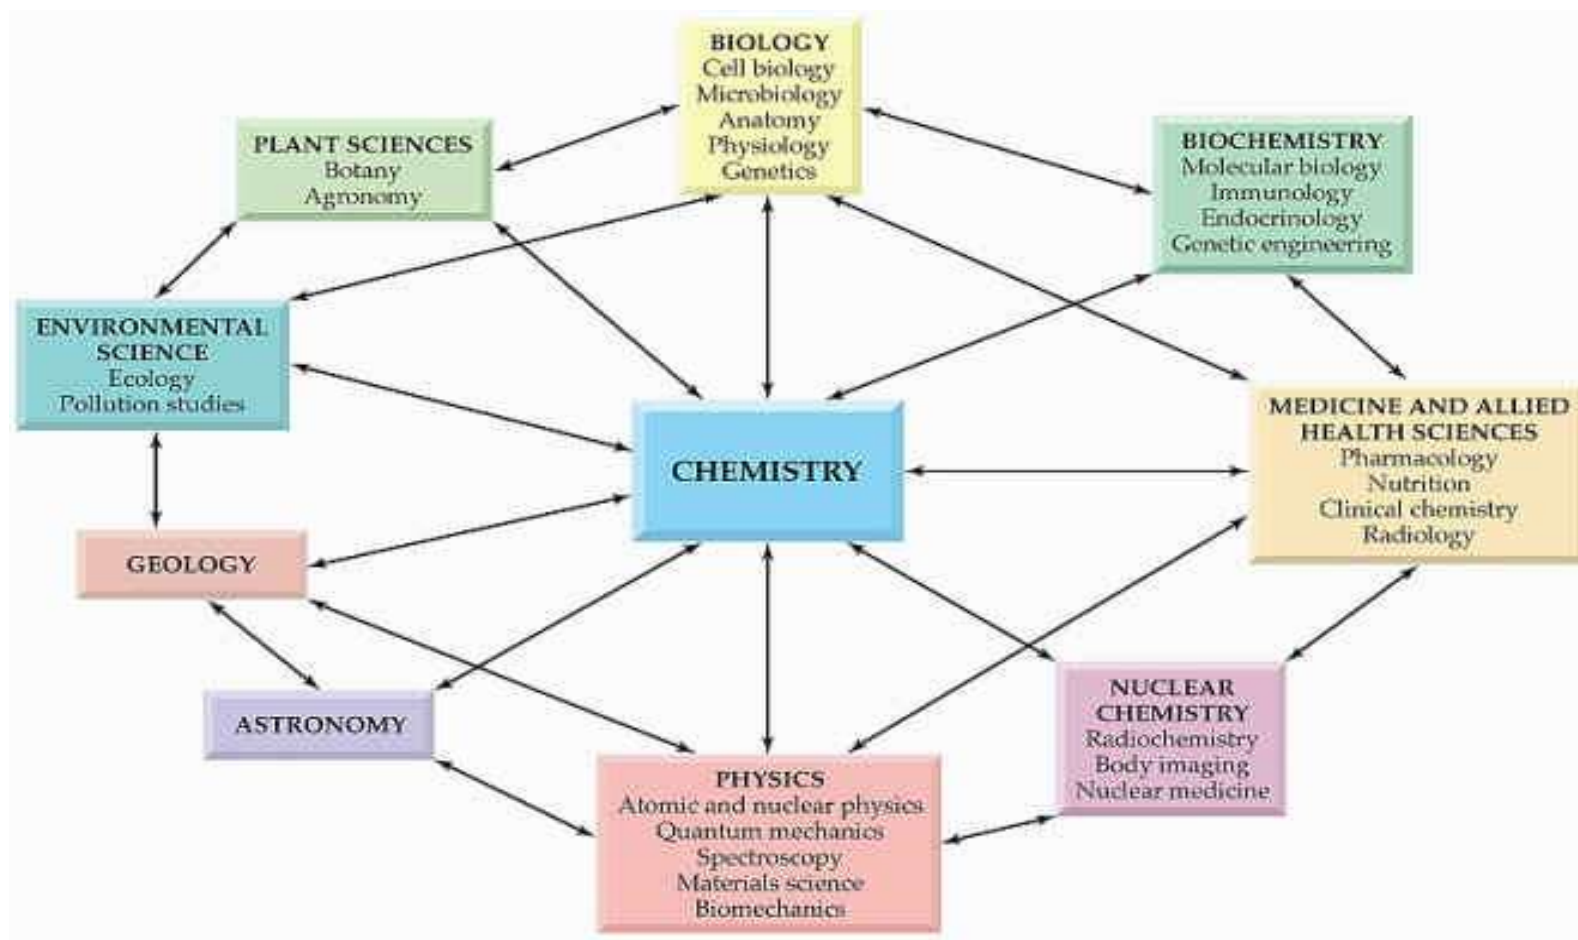 BIOLOGY
Cell biology
Microbiology
Anatomy
Physiology
Genetics
PLANT SCIENCES
Botany
Agronomy
BIOCHEMISTRY
Molecular biology
Immunology
Endocrinology
Genetic engineering
ENVIRONMENTAL
SCIENCE
Ecology
Pollution studies
CHEMISTRY
MEDICINE AND ALLIED
HEALTH SCIENCES
Pharmacology
Nutrition
Clinical chemistry
Radiology
GEOLOGY
ASTRONOMY
NUCLEAR
CHEMISTRY
Radiochemistry
Body imaging
Nuclear medicine
PHYSICS
Atomic and nuclear physics
Quantum mechanics
Spectroscopy
Materials science
Biomechanics